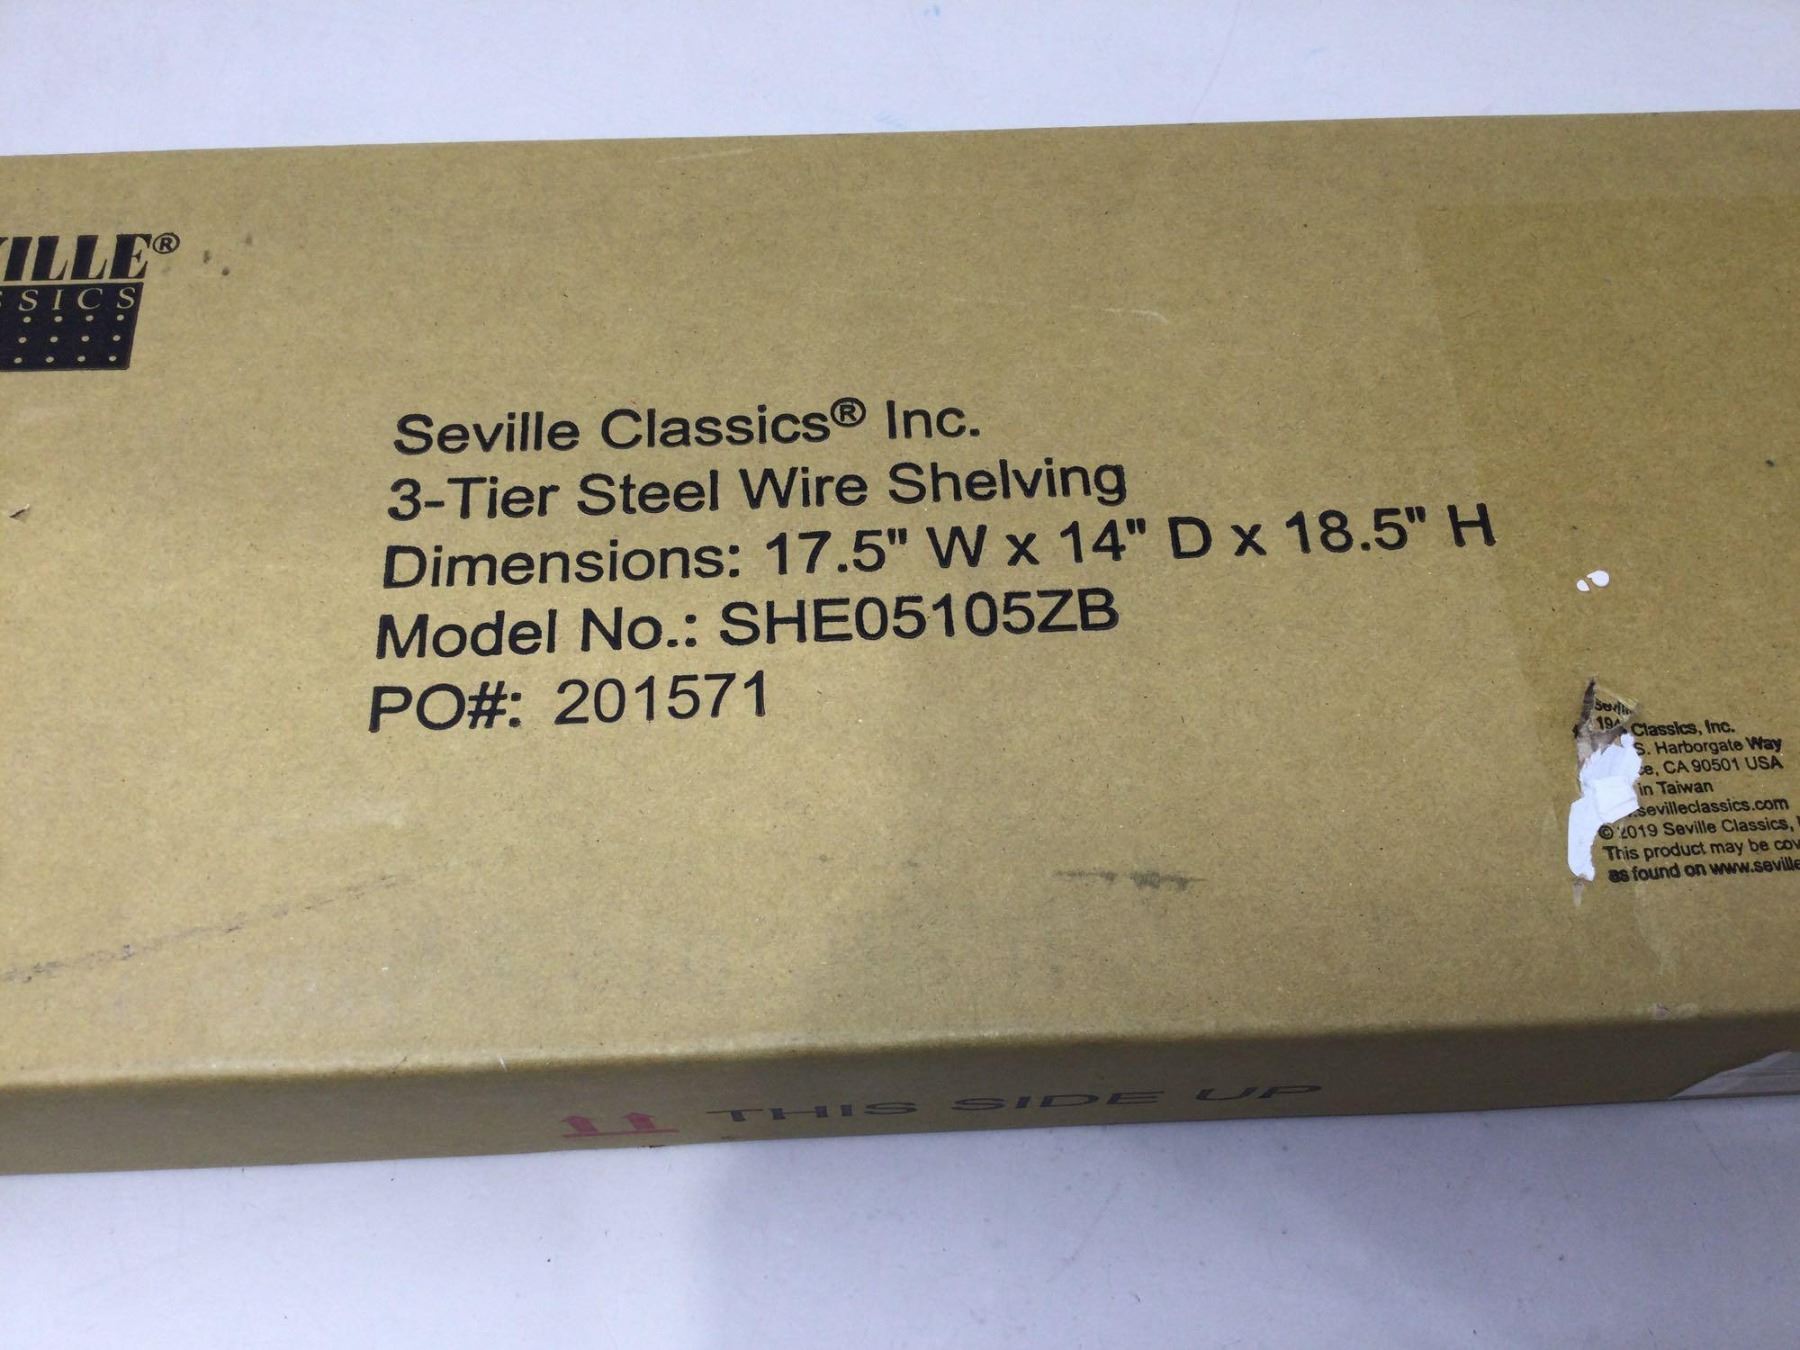 VILLE®
SSICS
Seville Classics® Inc.
3-Tier Steel Wire Shelving
Dimensions: 17.5" W x 14" D x 18.5" H
Model No.: SHE05105ZB
PO#: 201571
Classics, Inc.
S. Harborgate Way
CA 90501 USA
in Taiwan
sevilleclassics.com
© 2019 Seville Classics,
This product may be cov
as found on www.seville
THIS SIDE UP